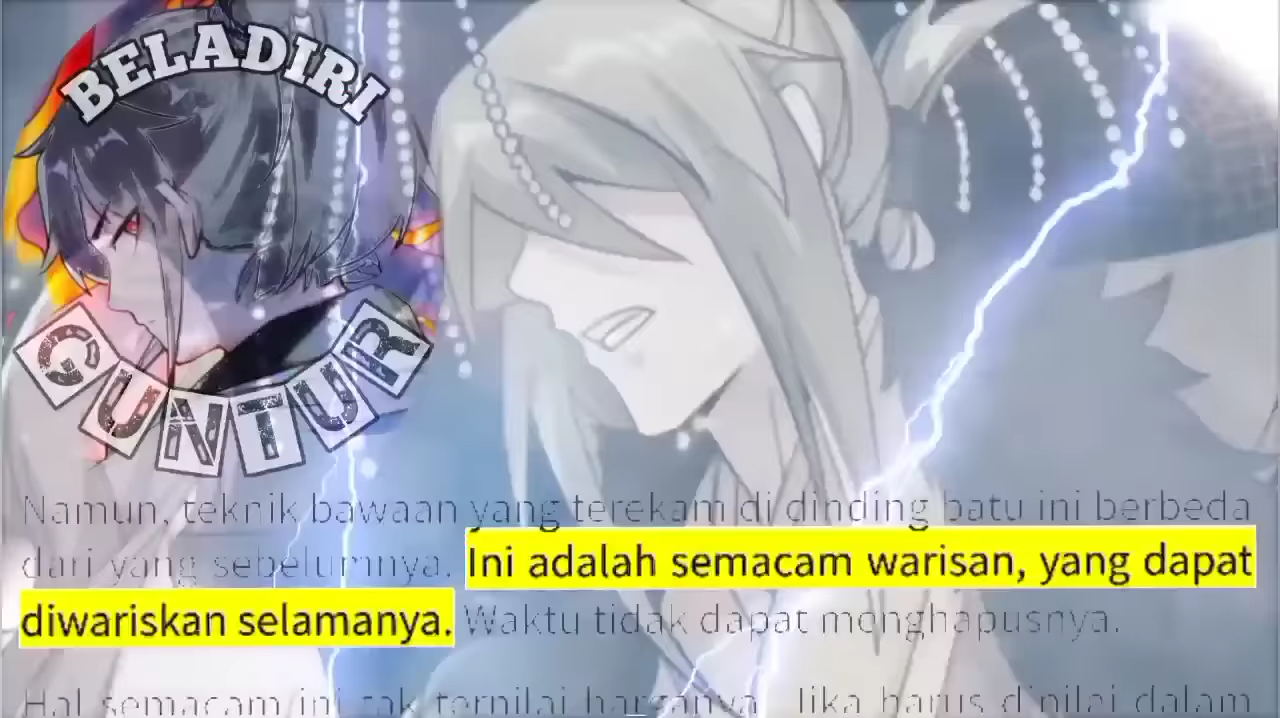 BELADIRI
GUNTUR
Namun, teknik bawaan yang terekam di dinding batu ini berbeda
dari yang sebelumnya. Ini adalah semacam warisan, yang dapat
diwariskan selamanya. Waktu tidak dapat menghapusnya.
Hal semacam ini tak ternilai harganya. Jika harus dinilai dalam